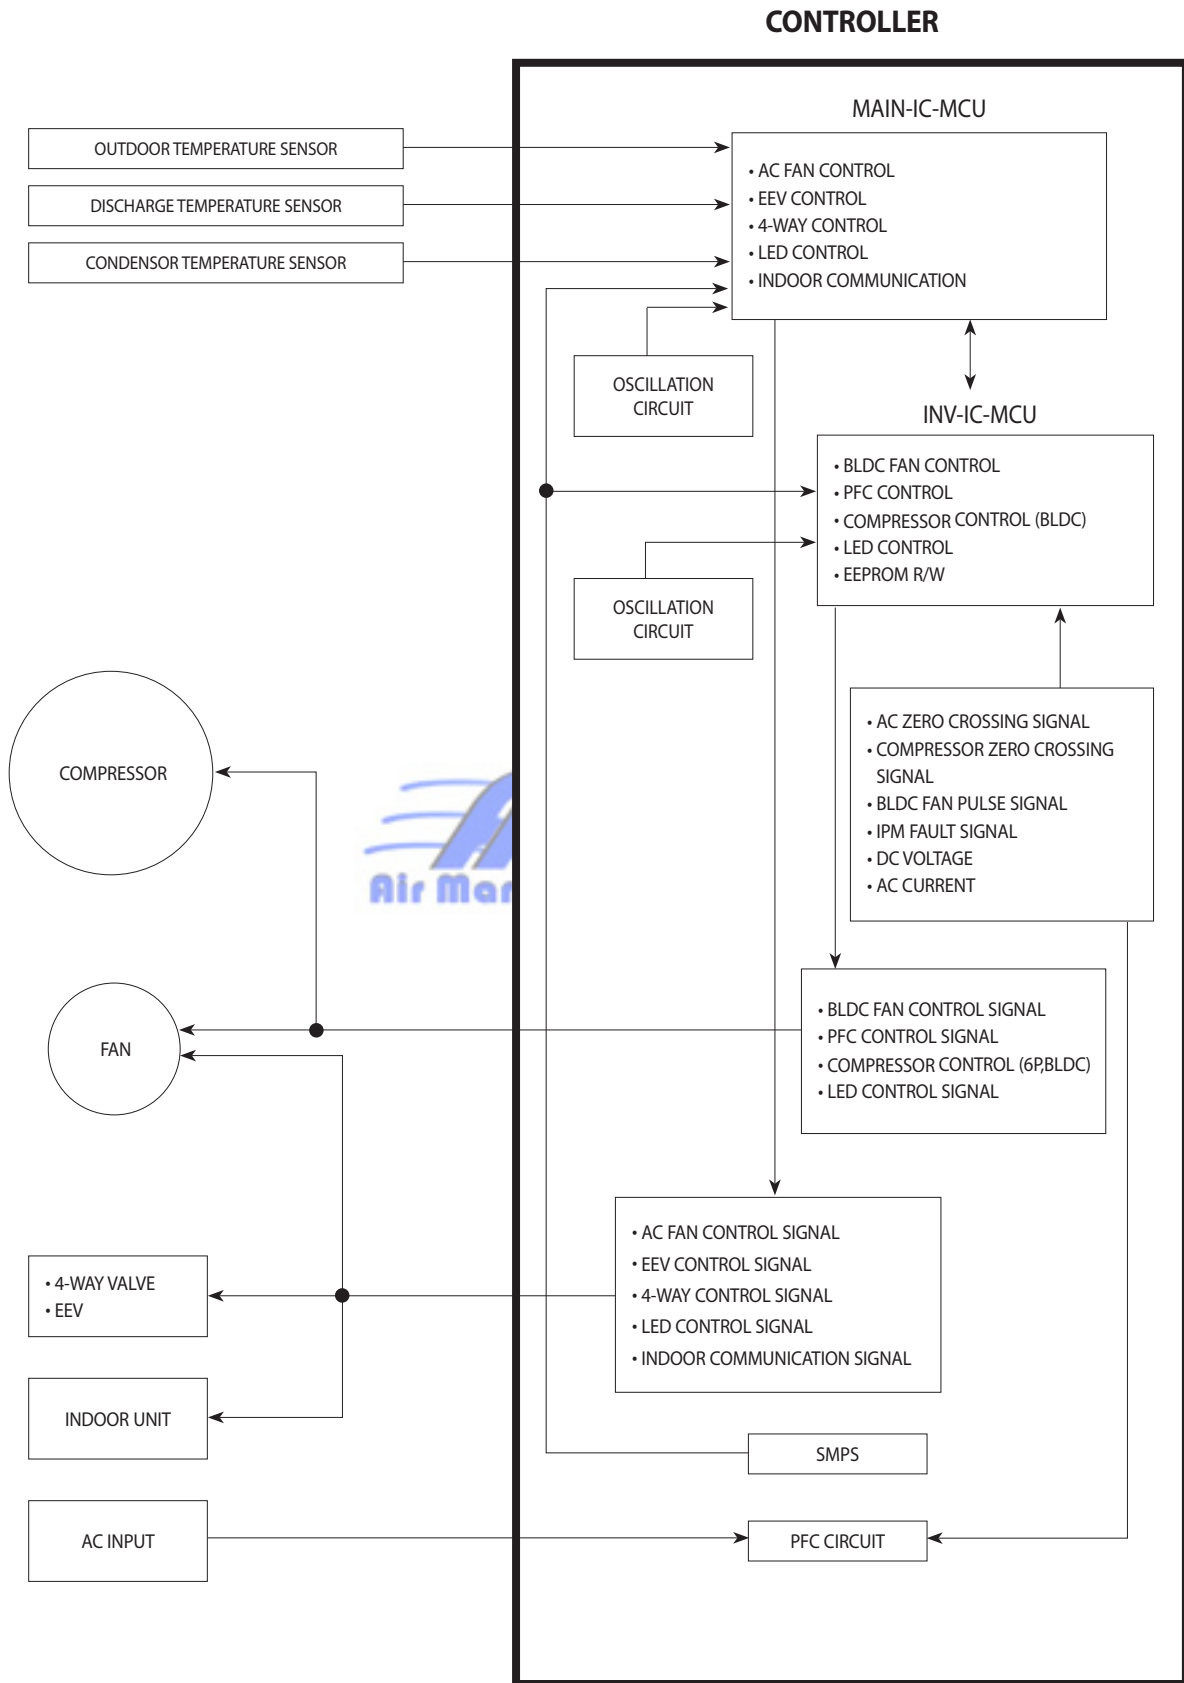 CONTROLLER
MAIN-IC-MCU
OUTDOOR TEMPERATURE SENSOR
DISCHARGE TEMPERATURE SENSOR
CONDENSOR TEMPERATURE SENSOR
• AC FAN CONTROL
• EEV CONTROL
• 4-WAY CONTROL
• LED CONTROL
• INDOOR COMMUNICATION
OSCILLATION
CIRCUIT
INV-IC-MCU
• BLDC FAN CONTROL
• PFC CONTROL
• COMPRESSOR CONTROL (BLDC)
• LED CONTROL
• EEPROM R/W
OSCILLATION
CIRCUIT
COMPRESSOR
• AC ZERO CROSSING SIGNAL
• COMPRESSOR ZERO CROSSING
SIGNAL
• BLDC FAN PULSE SIGNAL
• IPM FAULT SIGNAL
• DC VOLTAGE
• AC CURRENT
Air Mar
FAN
• BLDC FAN CONTROL SIGNAL
• PFC CONTROL SIGNAL
• COMPRESSOR CONTROL (6P,BLDC)
• LED CONTROL SIGNAL
• AC FAN CONTROL SIGNAL
• EEV CONTROL SIGNAL
• 4-WAY CONTROL SIGNAL
• LED CONTROL SIGNAL
• INDOOR COMMUNICATION SIGNAL
• 4-WAY VALVE
• EEV
INDOOR UNIT
SMPS
AC INPUT
PFC CIRCUIT